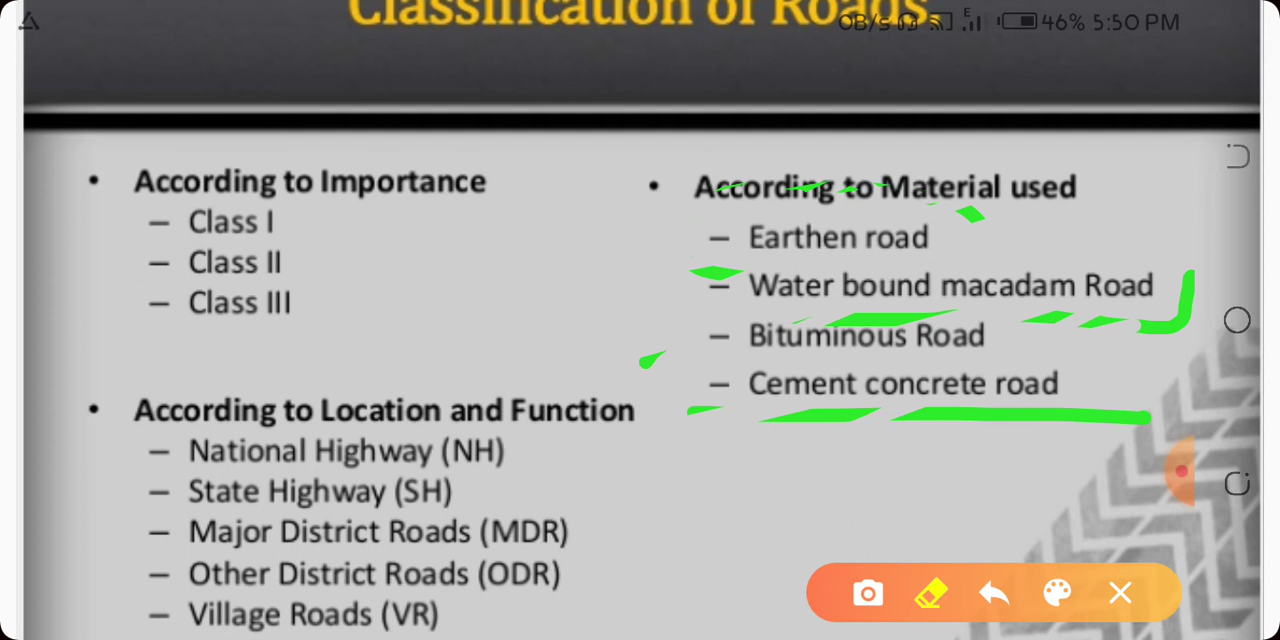 Classification of Roads
0B/s E 46% 5:50 PM
• According to Importance
– Class I
– Class II
– Class III
• According to Location and Function
– National Highway (NH)
– State Highway (SH)
– Major District Roads (MDR)
– Other District Roads (ODR)
– Village Roads (VR)
• According to Material used
– Earthen road
– Water bound macadam Road
– Bituminous Road
– Cement concrete road